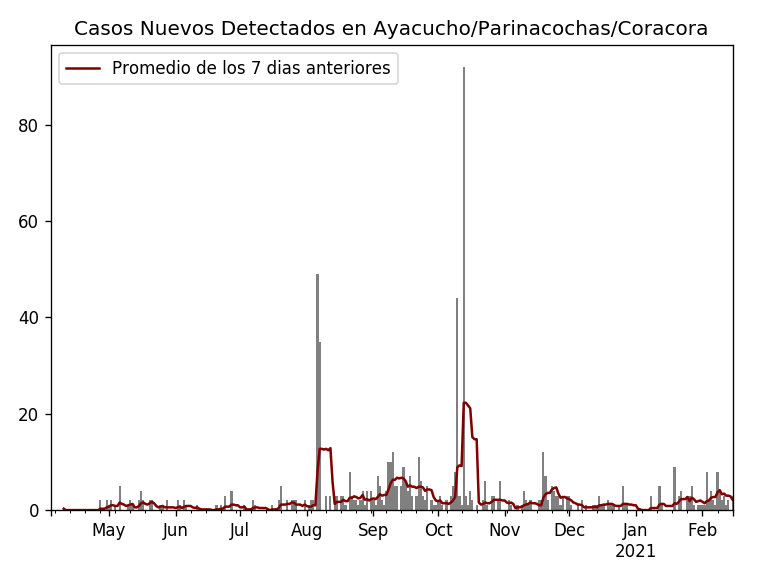 Casos Nuevos Detectados en Ayacucho/Parinacochas/Coracora
Promedio de los 7 dias anteriores
80
60
40
20
0
May Jun Jul Aug Sep Oct Nov Dec Jan Feb
2021